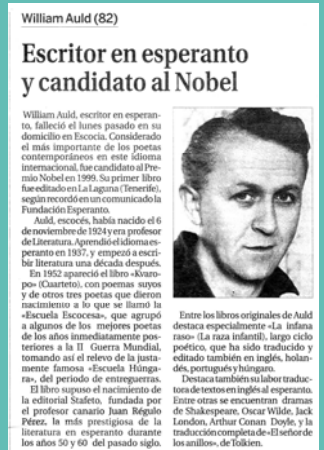 William Auld (82)
Escritor en esperanto
y candidato al Nobel
William Auld, escritor en esperan-
to, falleció el lunes pasado en su
domicilio en Escocia. Considerado
el más importante de los poetas
contemporáneos en este idioma
internacional, fue candidato al Pre-
mio Nobel en 1999. Su primer libro
fue editado en La Laguna (Tenerife),
según recordó en un comunicado la
Fundación Esperanto.
Auld, escocés, había nacido el 6
de noviembre de 1924 y era profesor
de Literatura. Aprendió el idioma es-
peranto en 1937, y empezó a escri-
bir literatura una década después.
En 1952 apareció el libro «Kvaro-
po» (Cuarteto), con poemas suyos
y de otros tres poetas que dieron
nacimiento a lo que se llamó la
«Escuela Escocesa», que agrupó
a algunos de los mejores poetas
de los años inmediatamente pos-
teriores a la II Guerra Mundial,
tomando así el relevo de la justa-
mente famosa «Escuela Húnga-
ra», del periodo de entreguerras.
El libro supuso el nacimiento de
la editorial Stafeto, fundada por
el profesor canario Juan Régulo
Pérez, la más prestigiosa de la
literatura en esperanto durante
los años 50 y 60 del pasado siglo.
Entre los libros originales de Auld
destaca especialmente «La infana
raso» (La raza infantil), largo ciclo
poético, que ha sido traducido y
editado también en inglés, holan-
dés, portugués y húngaro.
Destaca también su labor traduc-
tora de textos en inglés al esperanto.
Entre otras se encuentran dramas
de Shakespeare, Oscar Wilde, Jack
London, Arthur Conan Doyle, y la
traducción completa de «El señor de
los anillos», de Tolkien.